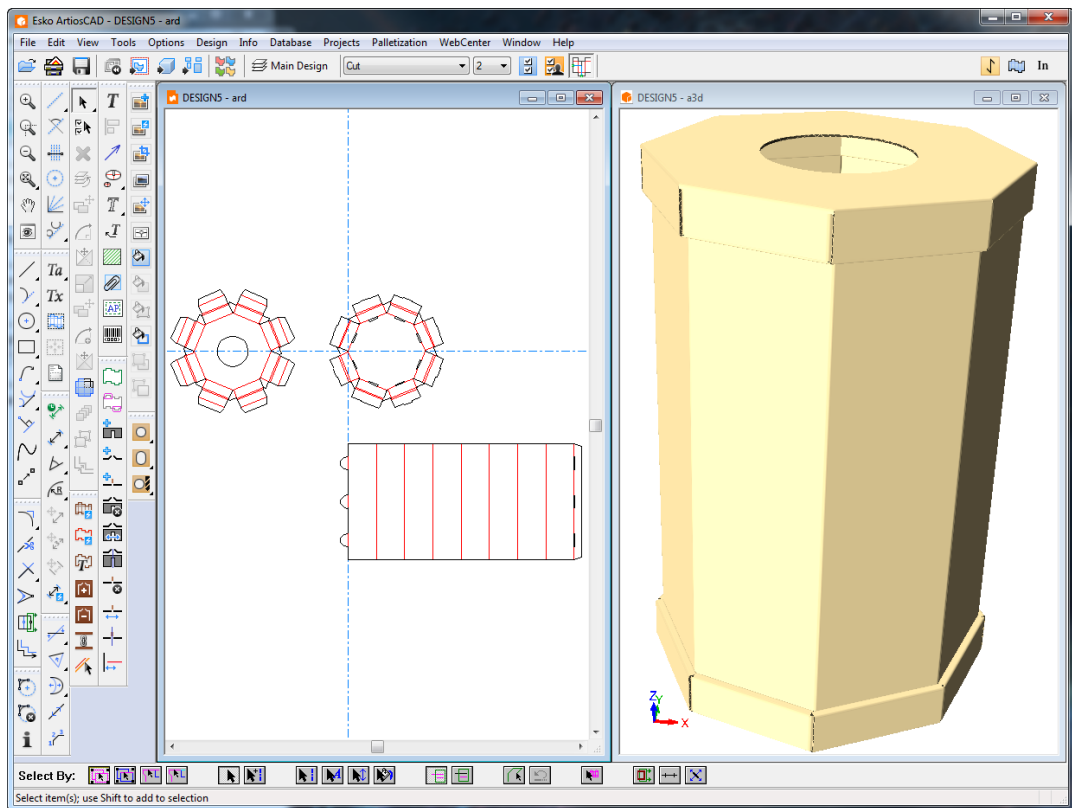 Esko ArtiosCAD - DESIGN5 - ard
File Edit View Tools Options Design Info Database Projects Palletization WebCenter Window Help
Main Design Cut 2 In
DESIGN5 - ard
DESIGN5 - a3d
T
T
T
Ta
Tx
R
Z
Y
X
Select By:
Select item(s); use Shift to add to selection